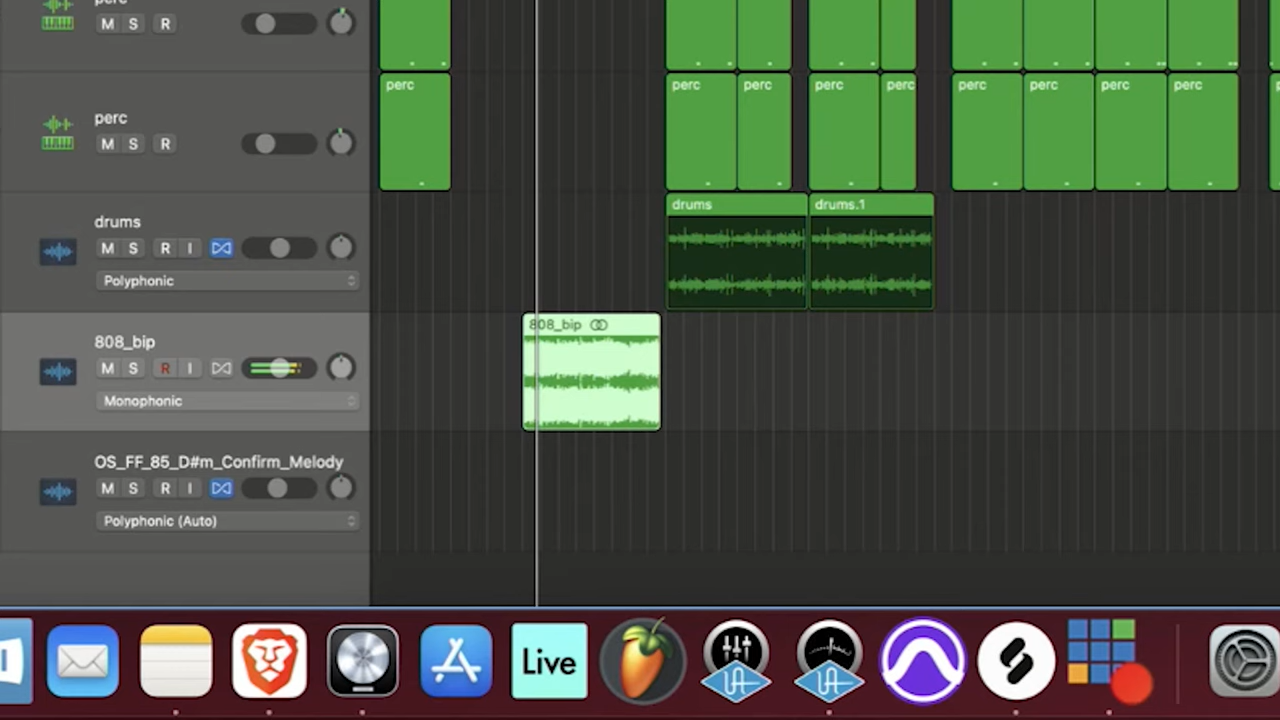 perc
M S R
perc perc perc perc perc perc perc perc perc
perc
M S R
drums drums.1
drums
M S R I
Polyphonic
808_bip
808_bip
M S R I
Monophonic
OS_FF_85_D#m_Confirm_Melody
M S R I
Polyphonic (Auto)
Live